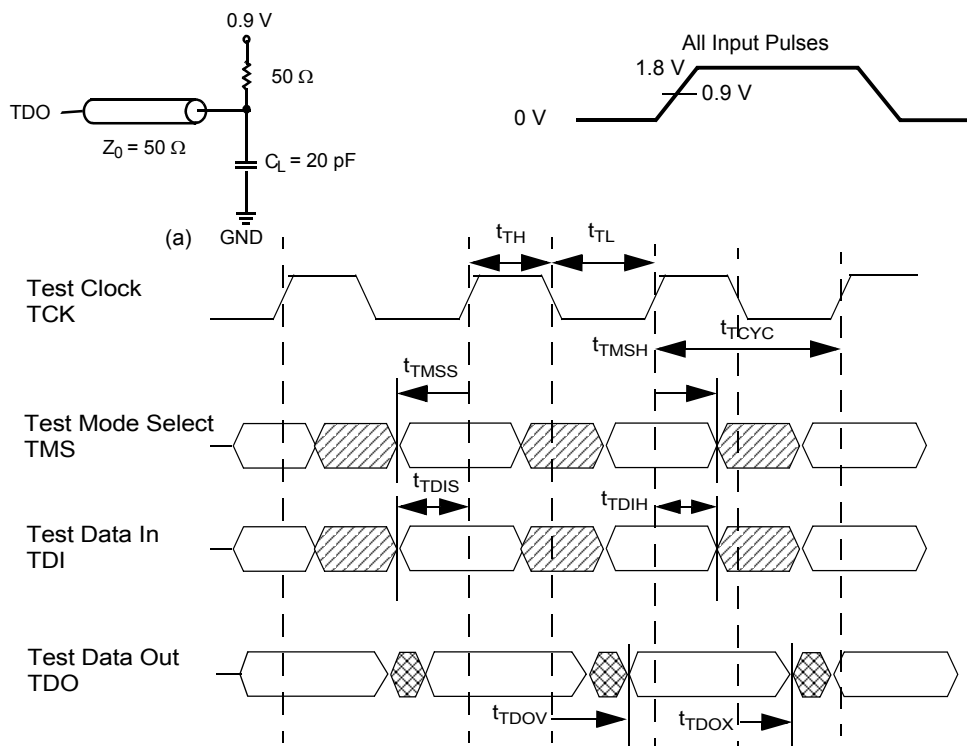 0.9 V
50 Ω
TDO
Z0 = 50 Ω
CL = 20 pF
(a)
GND
All Input Pulses
1.8 V
0.9 V
0 V
tTH
tTL
Test Clock
TCK
tTCYC
tTMSH
tTMSS
Test Mode Select
TMS
tTDIS
tTDIH
Test Data In
TDI
Test Data Out
TDO
tTDOV
tTDOX